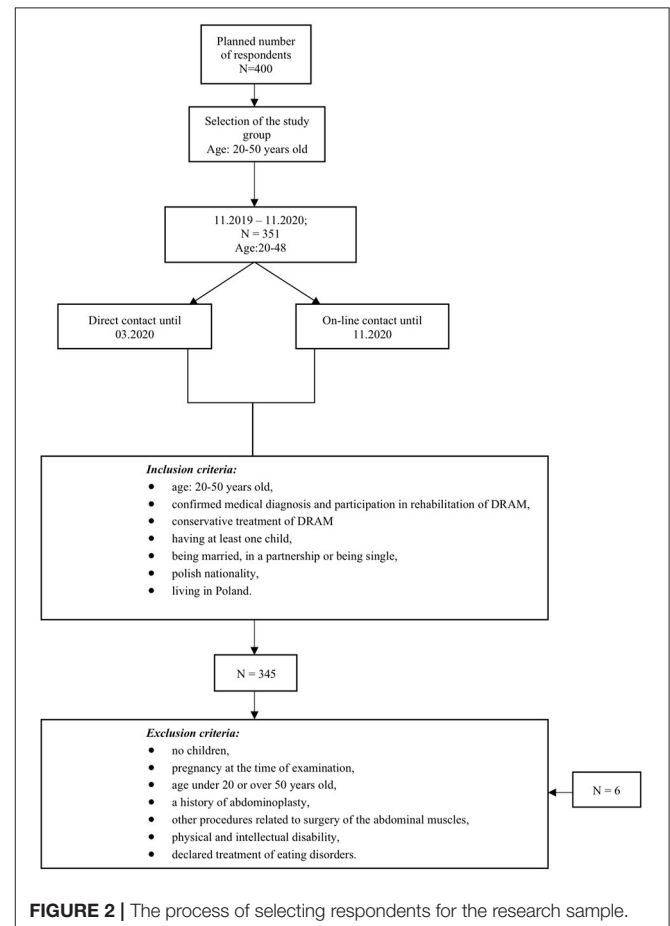 Planned number
of respondents
N=400
Selection of the study
group
Age: 20-50 years old
11.2019 – 11.2020;
N = 351
Age:20-48
Direct contact until
03.2020
On-line contact until
11.2020
Inclusion criteria:
● age: 20-50 years old,
● confirmed medical diagnosis and participation in rehabilitation of DRAM,
● conservative treatment of DRAM
● having at least one child,
● being married, in a partnership or being single,
● polish nationality,
● living in Poland.
N = 345
Exclusion criteria:
● no children,
● pregnancy at the time of examination,
● age under 20 or over 50 years old,
● a history of abdominoplasty,
● other procedures related to surgery of the abdominal muscles,
● physical and intellectual disability,
● declared treatment of eating disorders.
N = 6
FIGURE 2 | The process of selecting respondents for the research sample.